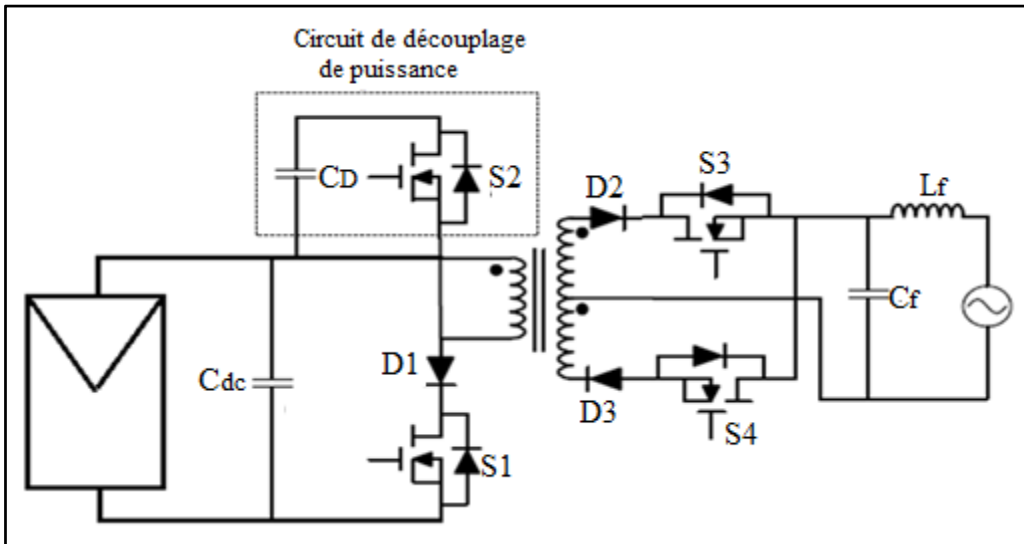 Circuit de découplage
de puissance
CD
S2
D2
S3
Lf
Cdc
D1
S1
D3
S4
Cf